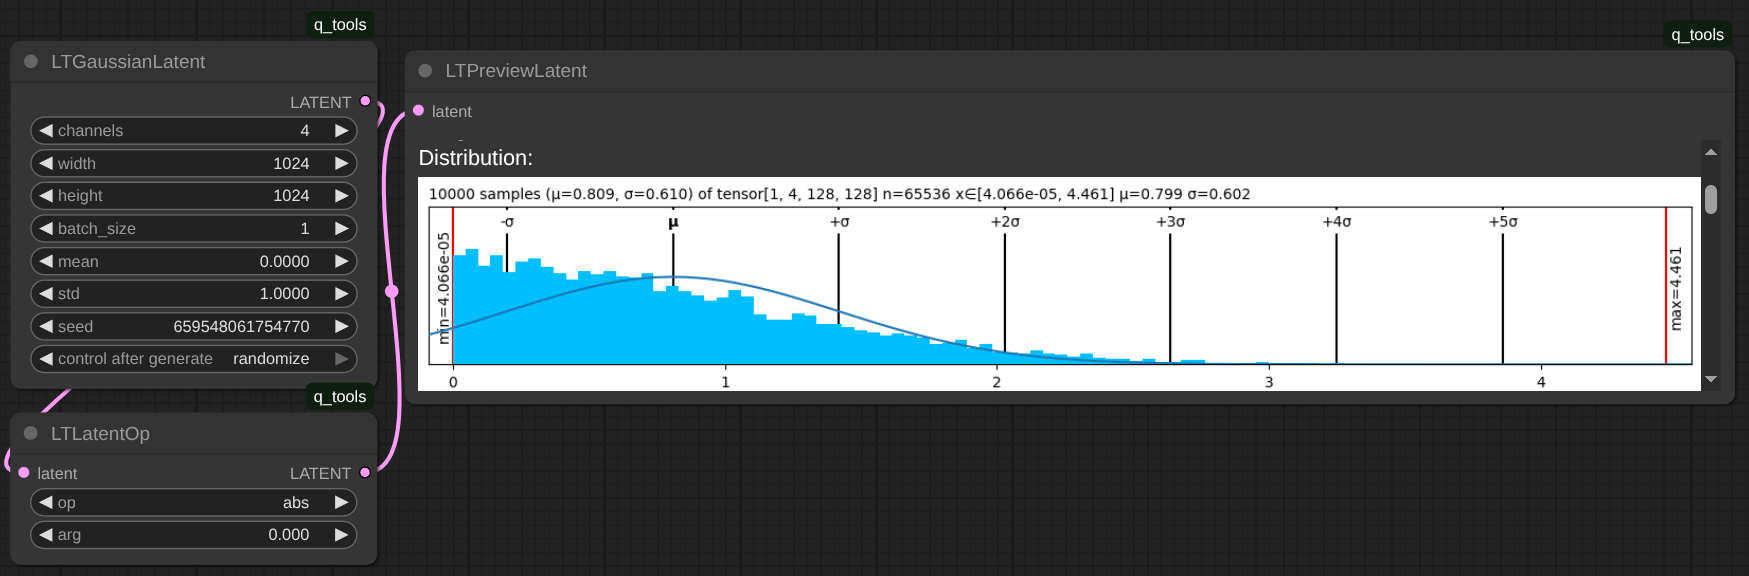 q_tools
LTGaussianLatent
LATENT
channels 4
width 1024
height 1024
batch_size 1
mean 0.0000
std 1.0000
seed 659548061754770
control after generate randomize
q_tools
LTLatentOp
latent LATENT
op abs
arg 0.000
q_tools
LTPreviewLatent
latent
Distribution:
10000 samples (μ=0.809, σ=0.610) of tensor[1, 4, 128, 128] n=65536 x∈[4.066e-05, 4.461] μ=0.799 σ=0.602
-σ μ +σ +2σ +3σ +4σ +5σ
min=4.066e-05
max=4.461
0 1 2 3 4